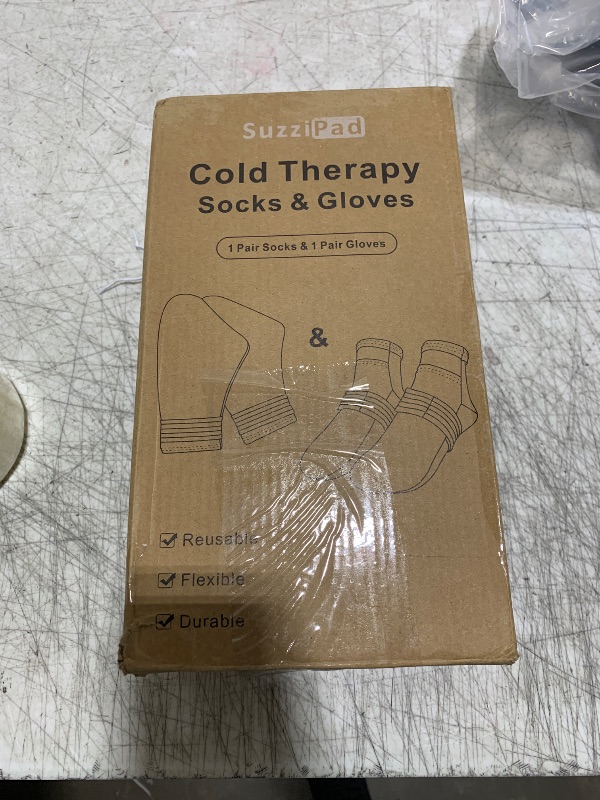 SuzziPad
Cold Therapy
Socks & Gloves
1 Pair Socks & 1 Pair Gloves
&
Reusable
Flexible
Durable